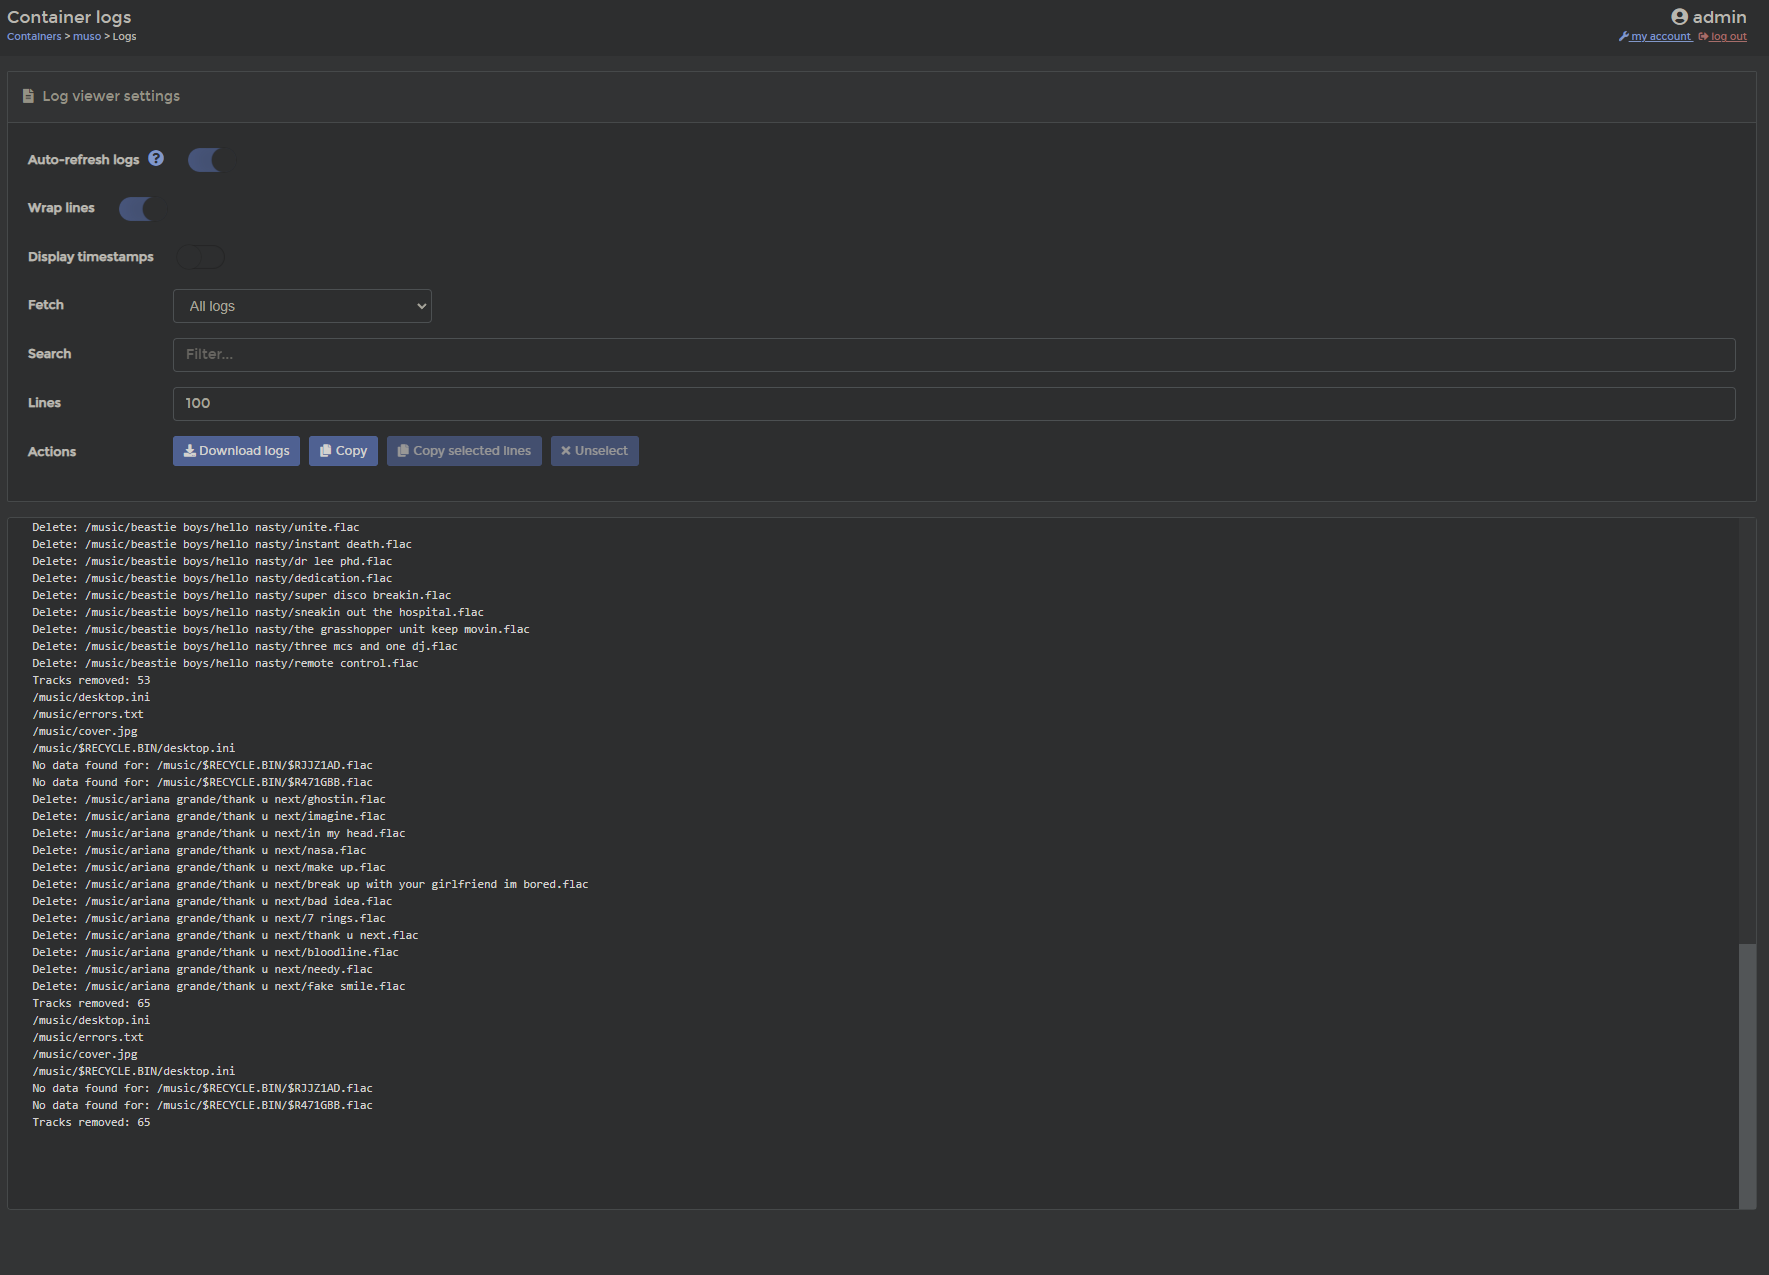 Container logs
admin
Containers > muso > Logs
my account log out
Log viewer settings
Auto-refresh logs ?
Wrap lines
Display timestamps
Fetch All logs
Search Filter...
Lines 100
Actions Download logs Copy Copy selected lines Unselect
Delete: /music/beastie boys/hello nasty/unite.flac
Delete: /music/beastie boys/hello nasty/instant death.flac
Delete: /music/beastie boys/hello nasty/dr lee phd.flac
Delete: /music/beastie boys/hello nasty/dedication.flac
Delete: /music/beastie boys/hello nasty/super disco breakin.flac
Delete: /music/beastie boys/hello nasty/sneakin out the hospital.flac
Delete: /music/beastie boys/hello nasty/the grasshopper unit keep movin.flac
Delete: /music/beastie boys/hello nasty/three mcs and one dj.flac
Delete: /music/beastie boys/hello nasty/remote control.flac
Tracks removed: 53
/music/desktop.ini
/music/errors.txt
/music/cover.jpg
/music/$RECYCLE.BIN/desktop.ini
No data found for: /music/$RECYCLE.BIN/$RJJZ1AD.flac
No data found for: /music/$RECYCLE.BIN/$R471GBB.flac
Delete: /music/ariana grande/thank u next/ghostin.flac
Delete: /music/ariana grande/thank u next/imagine.flac
Delete: /music/ariana grande/thank u next/in my head.flac
Delete: /music/ariana grande/thank u next/nasa.flac
Delete: /music/ariana grande/thank u next/make up.flac
Delete: /music/ariana grande/thank u next/break up with your girlfriend im bored.flac
Delete: /music/ariana grande/thank u next/bad idea.flac
Delete: /music/ariana grande/thank u next/7 rings.flac
Delete: /music/ariana grande/thank u next/thank u next.flac
Delete: /music/ariana grande/thank u next/bloodline.flac
Delete: /music/ariana grande/thank u next/needy.flac
Delete: /music/ariana grande/thank u next/fake smile.flac
Tracks removed: 65
/music/desktop.ini
/music/errors.txt
/music/cover.jpg
/music/$RECYCLE.BIN/desktop.ini
No data found for: /music/$RECYCLE.BIN/$RJJZ1AD.flac
No data found for: /music/$RECYCLE.BIN/$R471GBB.flac
Tracks removed: 65